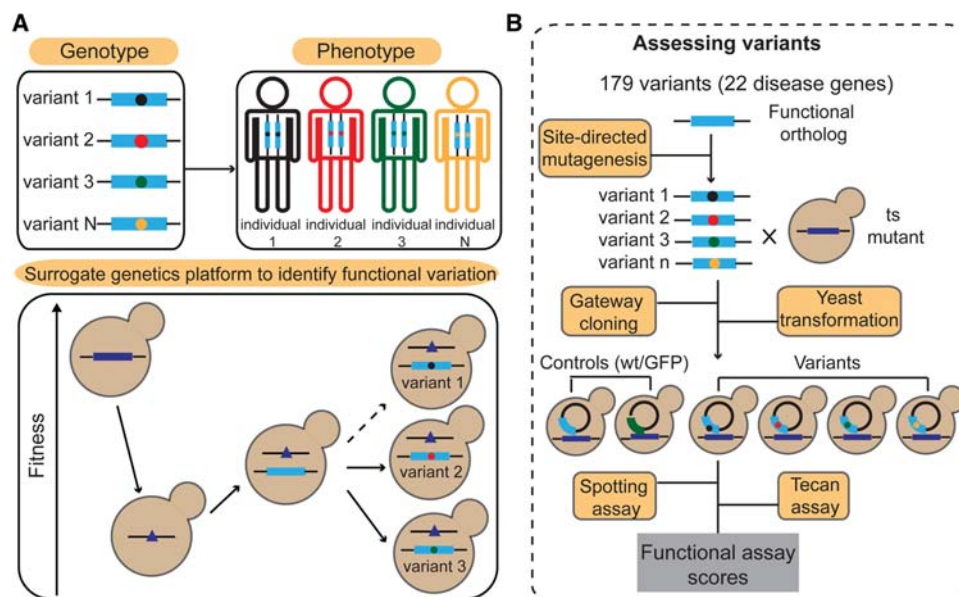 A
Genotype
Phenotype
variant 1
variant 2
variant 3
variant N
individual
1
individual
2
individual
3
individual
N
Surrogate genetics platform to identify functional variation
Fitness
variant 1
variant 2
variant 3
B
Assessing variants
179 variants (22 disease genes)
Functional
ortholog
Site-directed
mutagenesis
variant 1
variant 2
variant 3
variant n
ts
mutant
Gateway
cloning
Yeast
transformation
Controls (wt/GFP)
Variants
Spotting
assay
Tecan
assay
Functional assay
scores